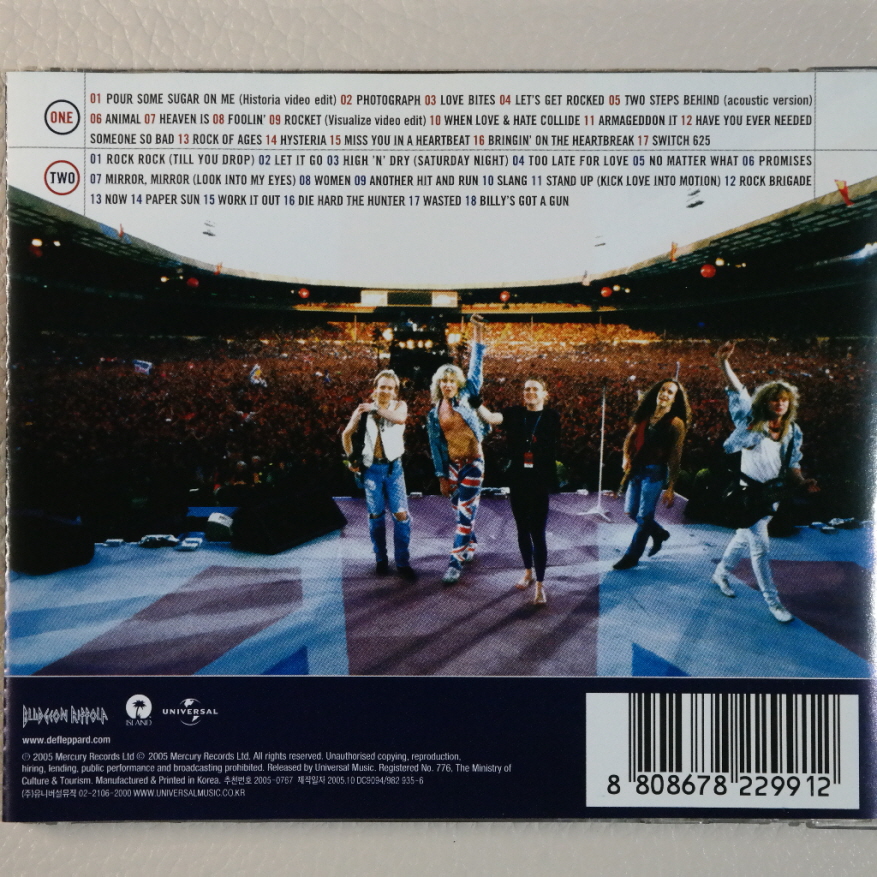 ONE
01 POUR SOME SUGAR ON ME (Historia video edit) 02 PHOTOGRAPH 03 LOVE BITES 04 LET'S GET ROCKED 05 TWO STEPS BEHIND (acoustic version)
06 ANIMAL 07 HEAVEN IS 08 FOOLIN' 09 ROCKET (Visualize video edit) 10 WHEN LOVE & HATE COLLIDE 11 ARMAGEDDON IT 12 HAVE YOU EVER NEEDED
SOMEONE SO BAD 13 ROCK OF AGES 14 HYSTERIA 15 MISS YOU IN A HEARTBEAT 16 BRINGIN' ON THE HEARTBREAK 17 SWITCH 625
TWO
01 ROCK ROCK (TILL YOU DROP) 02 LET IT GO 03 HIGH 'N' DRY (SATURDAY NIGHT) 04 TOO LATE FOR LOVE 05 NO MATTER WHAT 06 PROMISES
07 MIRROR, MIRROR (LOOK INTO MY EYES) 08 WOMEN 09 ANOTHER HIT AND RUN 10 SLANG 11 STAND UP (KICK LOVE INTO MOTION) 12 ROCK BRIGADE
13 NOW 14 PAPER SUN 15 WORK IT OUT 16 DIE HARD THE HUNTER 17 WASTED 18 BILLY'S GOT A GUN
BLUDGEON RIFFOLA
ISLAND
UNIVERSAL
www.defleppard.com
℗ 2005 Mercury Records Ltd © 2005 Mercury Records Ltd. All rights reserved. Unauthorised copying, reproduction,
hiring, lending, public performance and broadcasting prohibited. Released by Universal Music. Registered No. 776, The Ministry of
Culture & Tourism. Manufactured & Printed in Korea. 추천번호 2005-0767 제작일자 2005.10 DC9094/982 935-6
(주)유니버설뮤직 02-2106-2000 WWW.UNIVERSALMUSIC.CO.KR
8 808678 229912